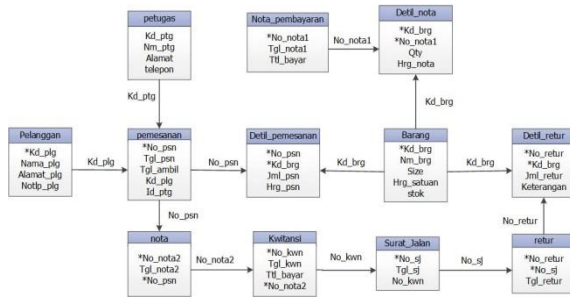 petugas
Kd_ptg
Nm_ptg
Alamat
telepon
Nota_pembayaran
*No_nota1
Tgl_nota1
Ttl_bayar
No_nota1
Detil_nota
*Kd_brg
*No_nota1
Qty
Hrg_nota
Kd_ptg
Kd_brg
Pelanggan
*Kd_plg
Nama_plg
Alamat_plg
Notlp_plg
Kd_plg
pemesanan
*No_psn
Tgl_psn
Tgl_ambil
Kd_plg
Id_ptg
No_psn
Detil_pemesanan
*No_psn
*Kd_brg
Jml_psn
Hrg_psn
Kd_brg
Barang
*Kd_brg
Nm_brg
Size
Hrg_satuan
stok
Kd_brg
Detil_retur
*No_retur
*Kd_brg
Jml_retur
Keterangan
No_psn
No_retur
nota
*No_nota2
Tgl_nota2
*No_psn
No_nota2
Kwitansi
*No_kwn
Tgl_kwn
Ttl_bayar
*No_nota2
No_kwn
Surat_Jalan
*No_sj
Tgl_sj
No_kwn
No_sj
retur
*No_retur
*No_sj
Tgl_retur